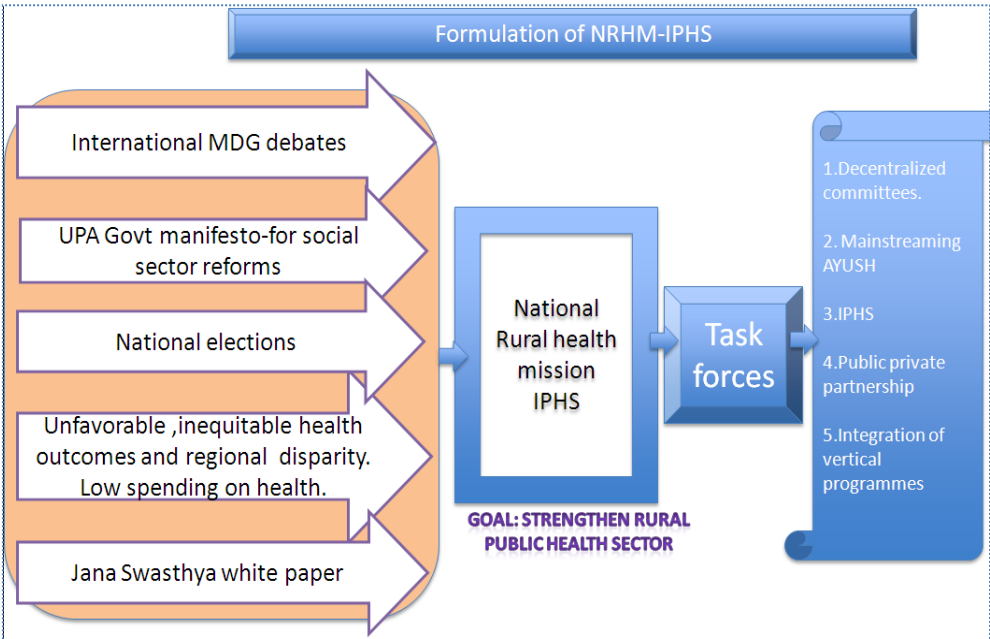 Formulation of NRHM-IPHS
International MDG debates
UPA Govt manifesto-for social
sector reforms
National elections
Unfavorable ,inequitable health
outcomes and regional disparity.
Low spending on health.
Jana Swasthya white paper
National
Rural health
mission
IPHS
GOAL: STRENGTHEN RURAL
PUBLIC HEALTH SECTOR
Task
forces
1.Decentralized
committees.
2. Mainstreaming
AYUSH
3.IPHS
4.Public private
partnership
5.Integration of
vertical
programmes